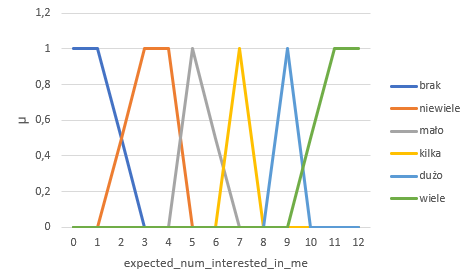 1,2
1
0,8
0,6
0,4
0,2
0
µ
0 1 2 3 4 5 6 7 8 9 10 11 12
expected_num_interested_in_me
brak
niewiele
mało
kilka
dużo
wiele